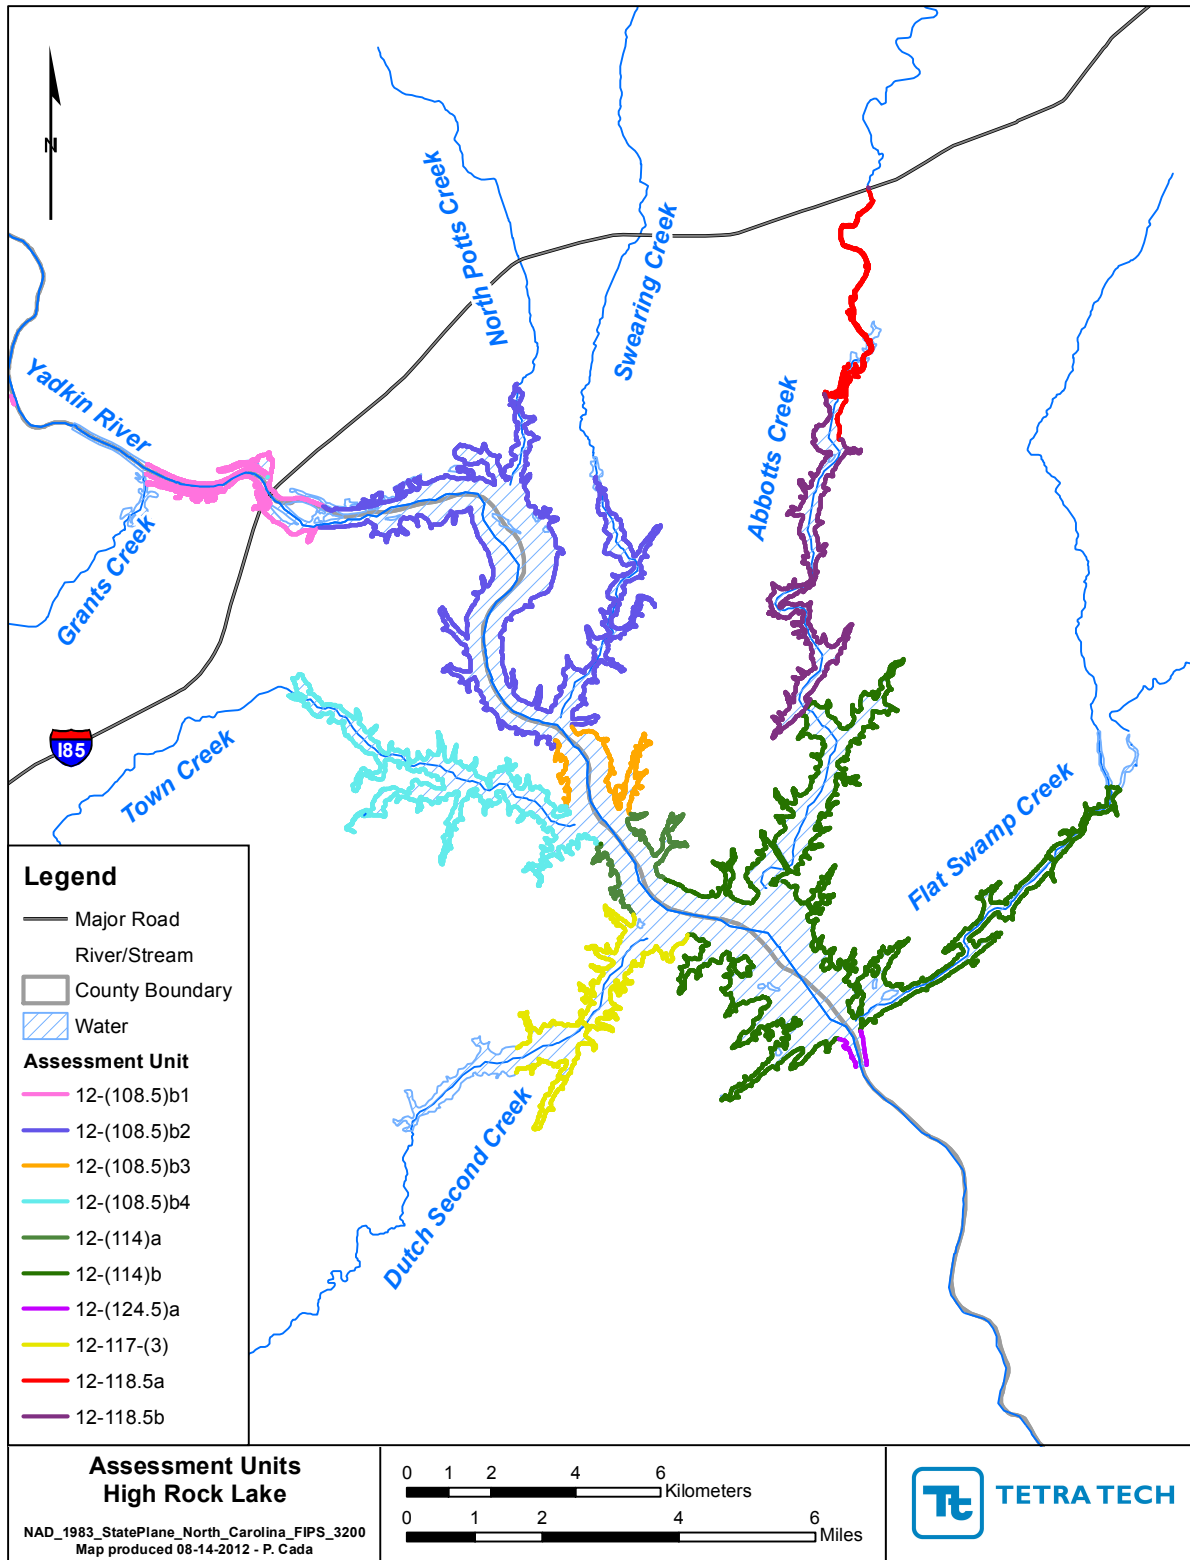 N
North Potts Creek
Swearing Creek
Yadkin River
Abbotts Creek
Grants Creek
I85
Town Creek
Flat Swamp Creek
Dutch Second Creek
Legend
Major Road
River/Stream
County Boundary
Water
Assessment Unit
12-(108.5)b1
12-(108.5)b2
12-(108.5)b3
12-(108.5)b4
12-(114)a
12-(114)b
12-(124.5)a
12-117-(3)
12-118.5a
12-118.5b
Assessment Units
High Rock Lake
NAD_1983_StatePlane_North_Carolina_FIPS_3200
Map produced 08-14-2012 - P. Cada
0 1 2 4 6
Kilometers
0 1 2 4 6
Miles
Tt TETRA TECH